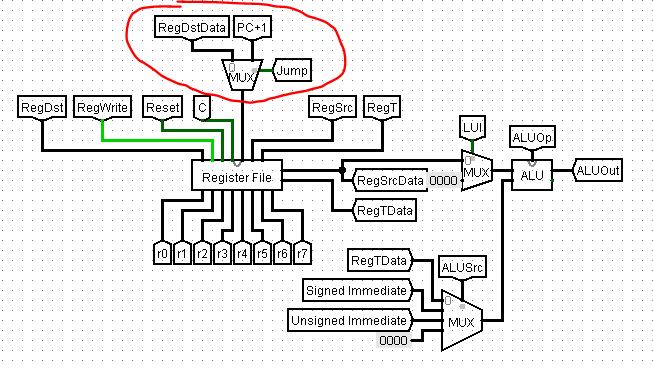 RegDstData PC+1
0
MUX Jump
RegDst RegWrite Reset C RegSrc RegT
LUI
ALUOp
0
Register File MUX ALU ALUOut
RegSrcData 0000
RegTData
r0 r1 r2 r3 r4 r5 r6 r7
RegTData ALUSrc
Signed Immediate 0
Unsigned Immediate MUX
0000